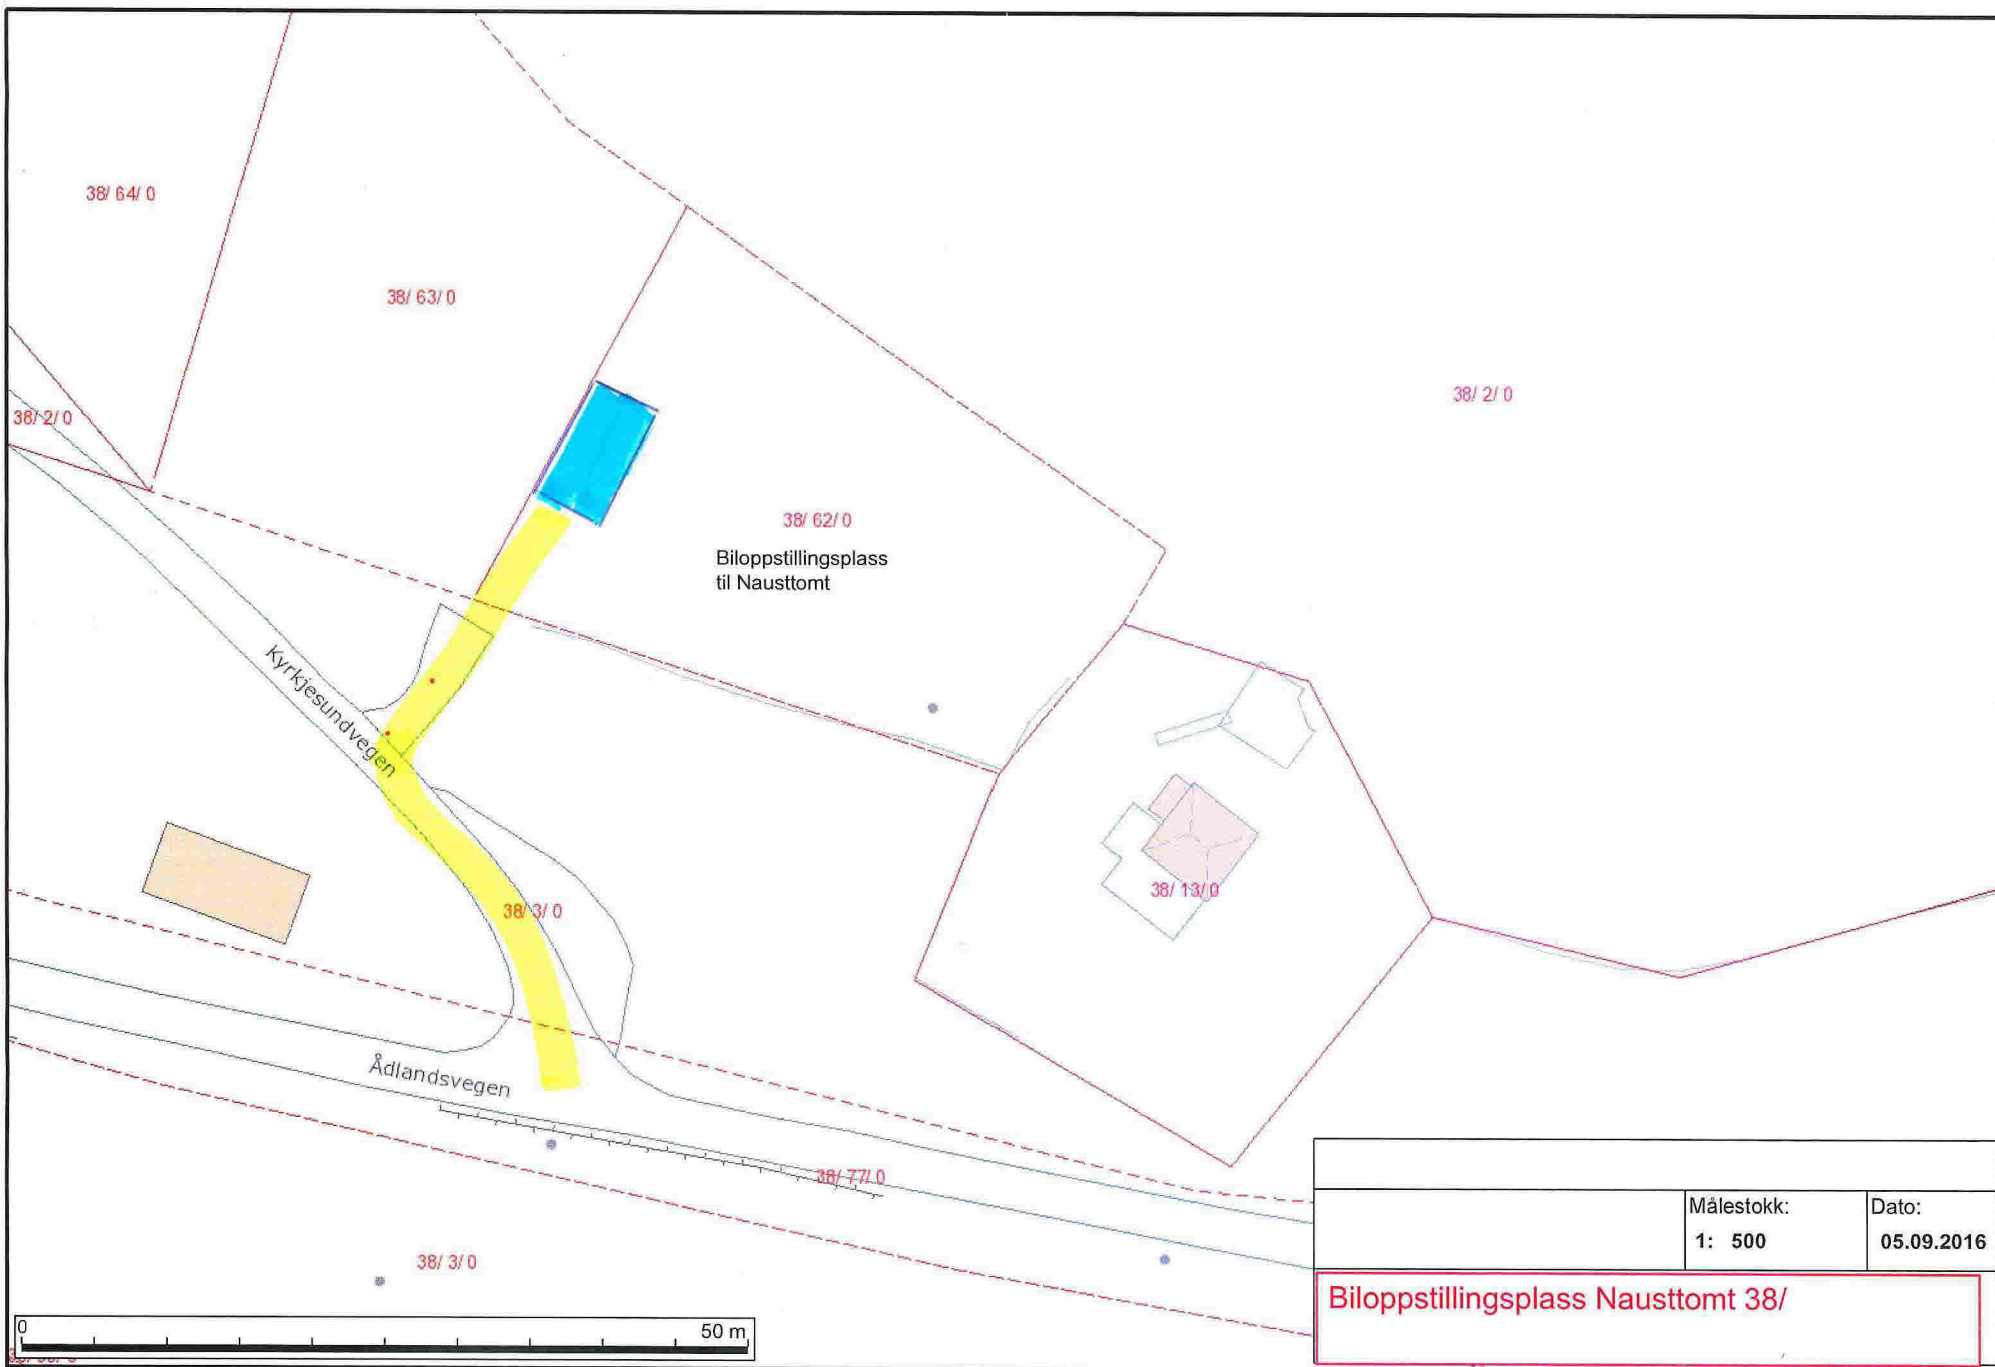 38/ 64/ 0
38/ 63/ 0
38/ 2/ 0
38/ 2/ 0
38/ 62/ 0
Biloppstillingsplass
til Nausttomt
Kyrkjesundvegen
38/ 13/ 0
38/ 3/ 0
Ådlandsvegen
38/ 77/ 0
38/ 3/ 0
Målestokk:
1: 500
Dato:
05.09.2016
Biloppstillingsplass Nausttomt 38/
0
50 m